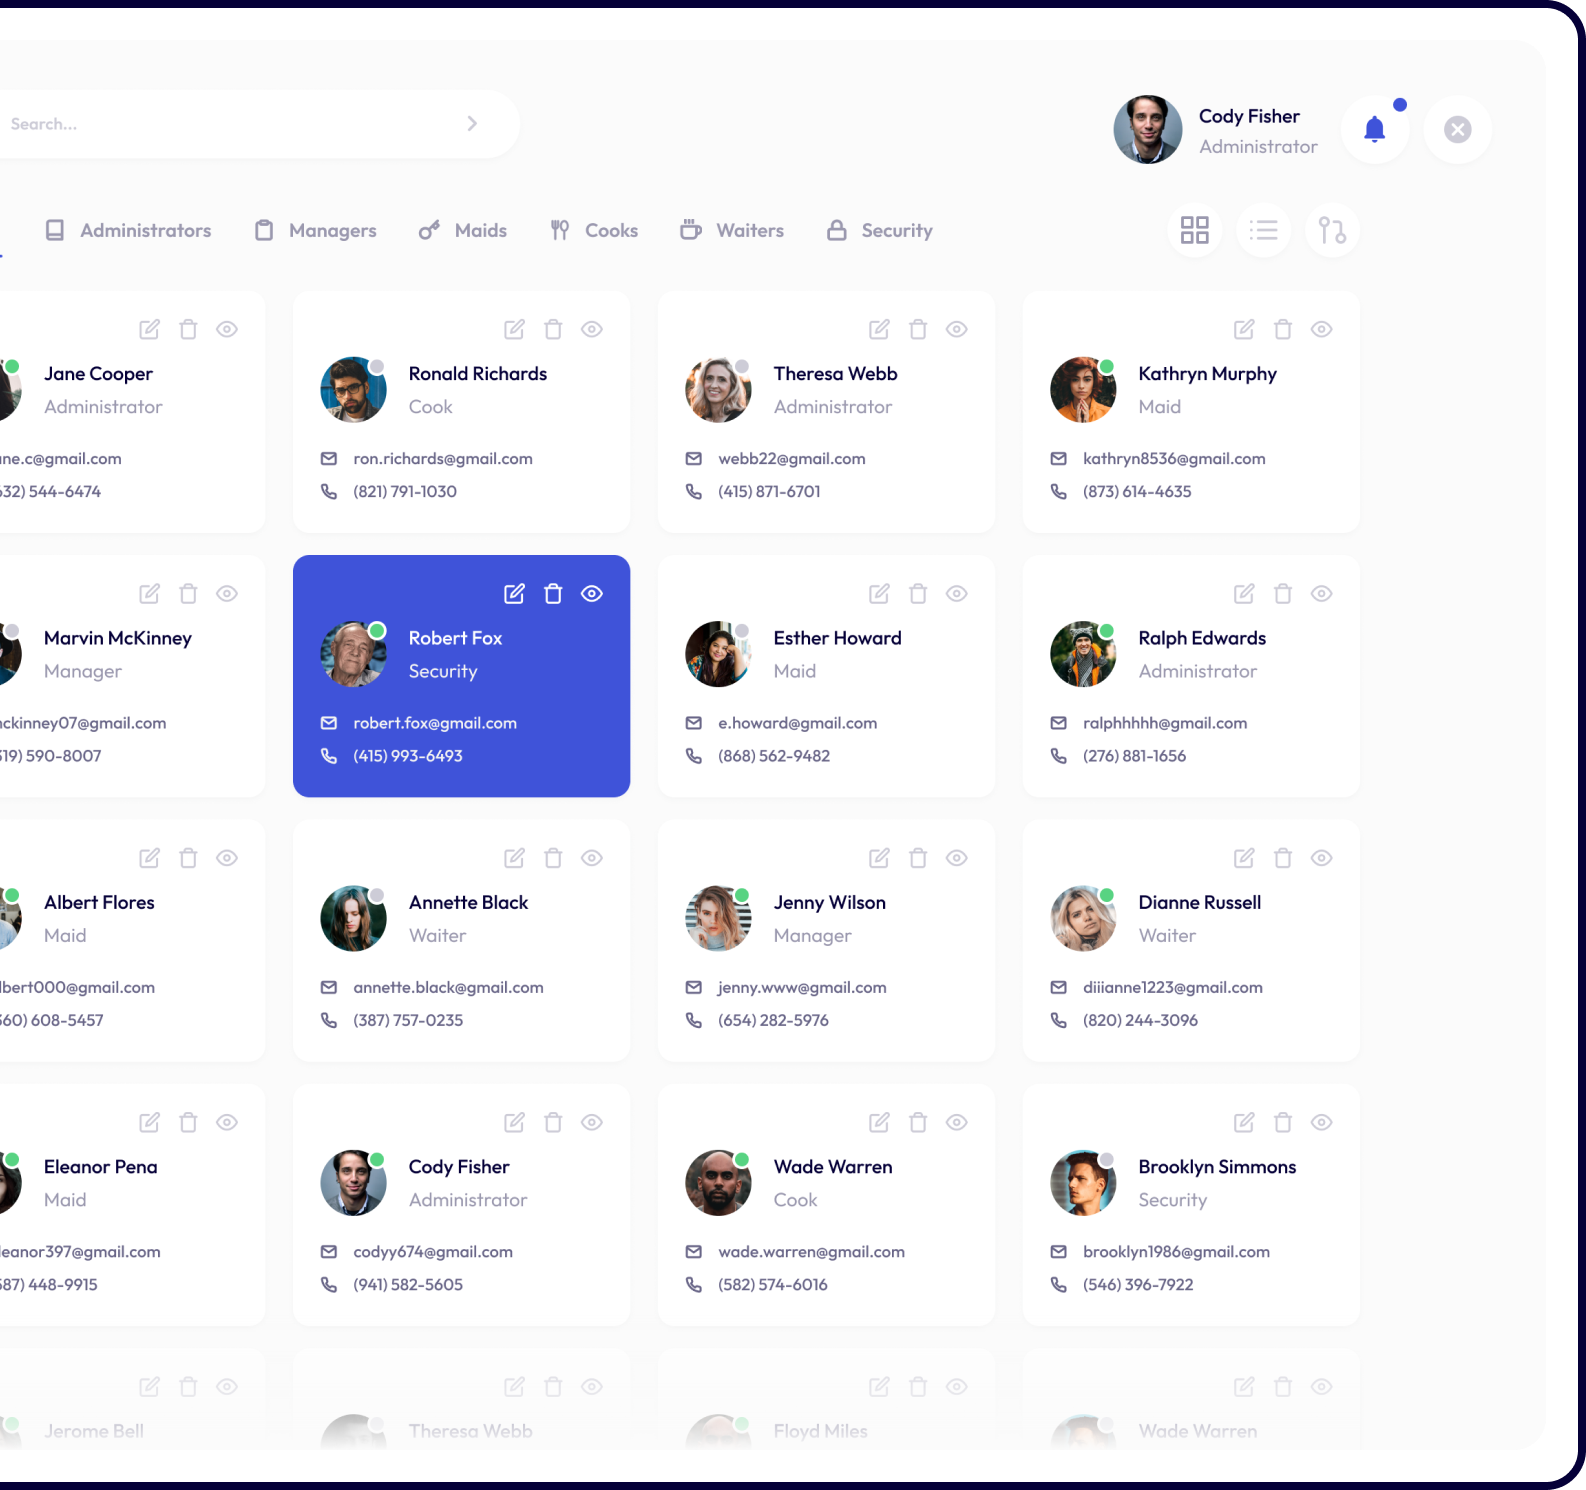 Search...
Cody Fisher
Administrator
Administrators Managers Maids Cooks Waiters Security
Jane Cooper
Administrator
ne.c@gmail.com
32) 544-6474
Ronald Richards
Cook
ron.richards@gmail.com
(821) 791-1030
Theresa Webb
Administrator
webb22@gmail.com
(415) 871-6701
Kathryn Murphy
Maid
kathryn8536@gmail.com
(873) 614-4635
Marvin McKinney
Manager
ckinney07@gmail.com
19) 590-8007
Robert Fox
Security
robert.fox@gmail.com
(415) 993-6493
Esther Howard
Maid
e.howard@gmail.com
(868) 562-9482
Ralph Edwards
Administrator
ralphhhhh@gmail.com
(276) 881-1656
Albert Flores
Maid
lbert000@gmail.com
60) 608-5457
Annette Black
Waiter
annette.black@gmail.com
(387) 757-0235
Jenny Wilson
Manager
jenny.www@gmail.com
(654) 282-5976
Dianne Russell
Waiter
diiianne1223@gmail.com
(820) 244-3096
Eleanor Pena
Maid
leanor397@gmail.com
87) 448-9915
Cody Fisher
Administrator
codyy674@gmail.com
(941) 582-5605
Wade Warren
Cook
wade.warren@gmail.com
(582) 574-6016
Brooklyn Simmons
Security
brooklyn1986@gmail.com
(546) 396-7922
Jerome Bell
Theresa Webb
Floyd Miles
Wade Warren